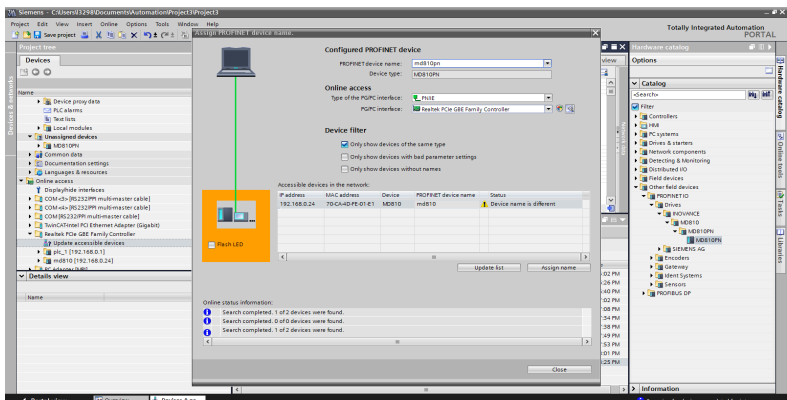 Siemens - C:\Users\13298\Documents\Automation\Project3\Project3
Project Edit View Insert Online Options Tools Window Help
Save project
Totally Integrated Automation
PORTAL
Project tree
Devices
Name
Device proxy data
PLC alarms
Text lists
Local modules
Unassigned devices
MD810PN
Common data
Documentation settings
Languages & resources
Online access
Display/hide interfaces
COM <3> [RS232/PPI multi-master cable]
COM <4> [RS232/PPI multi-master cable]
COM [RS232/PPI multi-master cable]
TwinCAT-Intel PCI Ethernet Adapter (Gigabit)
Realtek PCIe GBE Family Controller
Update accessible devices
plc_1 [192.168.0.1]
md810 [192.168.0.24]
PC Adapter [MPI]
Details view
Name
Devices & networks
Assign PROFINET device name.
Configured PROFINET device
PROFINET device name: md810pn
Device type: MD810PN
Online access
Type of the PG/PC interface: PN/IE
PG/PC interface: Realtek PCIe GBE Family Controller
Device filter
Only show devices of the same type
Only show devices with bad parameter settings
Only show devices without names
Accessible devices in the network:
IP address MAC address Device PROFINET device name Status
192.168.0.24 70-CA-4D-FE-01-E1 MD810 md810 Device name is different
Flash LED
Update list Assign name
Online status information:
Search completed. 1 of 2 devices were found.
Search completed. 0 of 0 devices were found.
Search completed. 1 of 2 devices were found.
Close
view
:02 PM
:26 PM
:40 PM
:02 PM
:08 PM
:34 PM
:38 PM
:49 PM
:53 PM
:01 PM
:25 PM
Hardware catalog
Options
Catalog
<Search>
Filter
Controllers
HMI
PC systems
Drives & starters
Network components
Detecting & Monitoring
Distributed I/O
Field devices
Other field devices
PROFINET IO
Drives
INOVANCE
MD810
MD810PN
MD810PN
SIEMENS AG
Encoders
Gateway
Ident Systems
Sensors
PROFIBUS DP
Information
Hardware catalog
Online tools
Tasks
Libraries